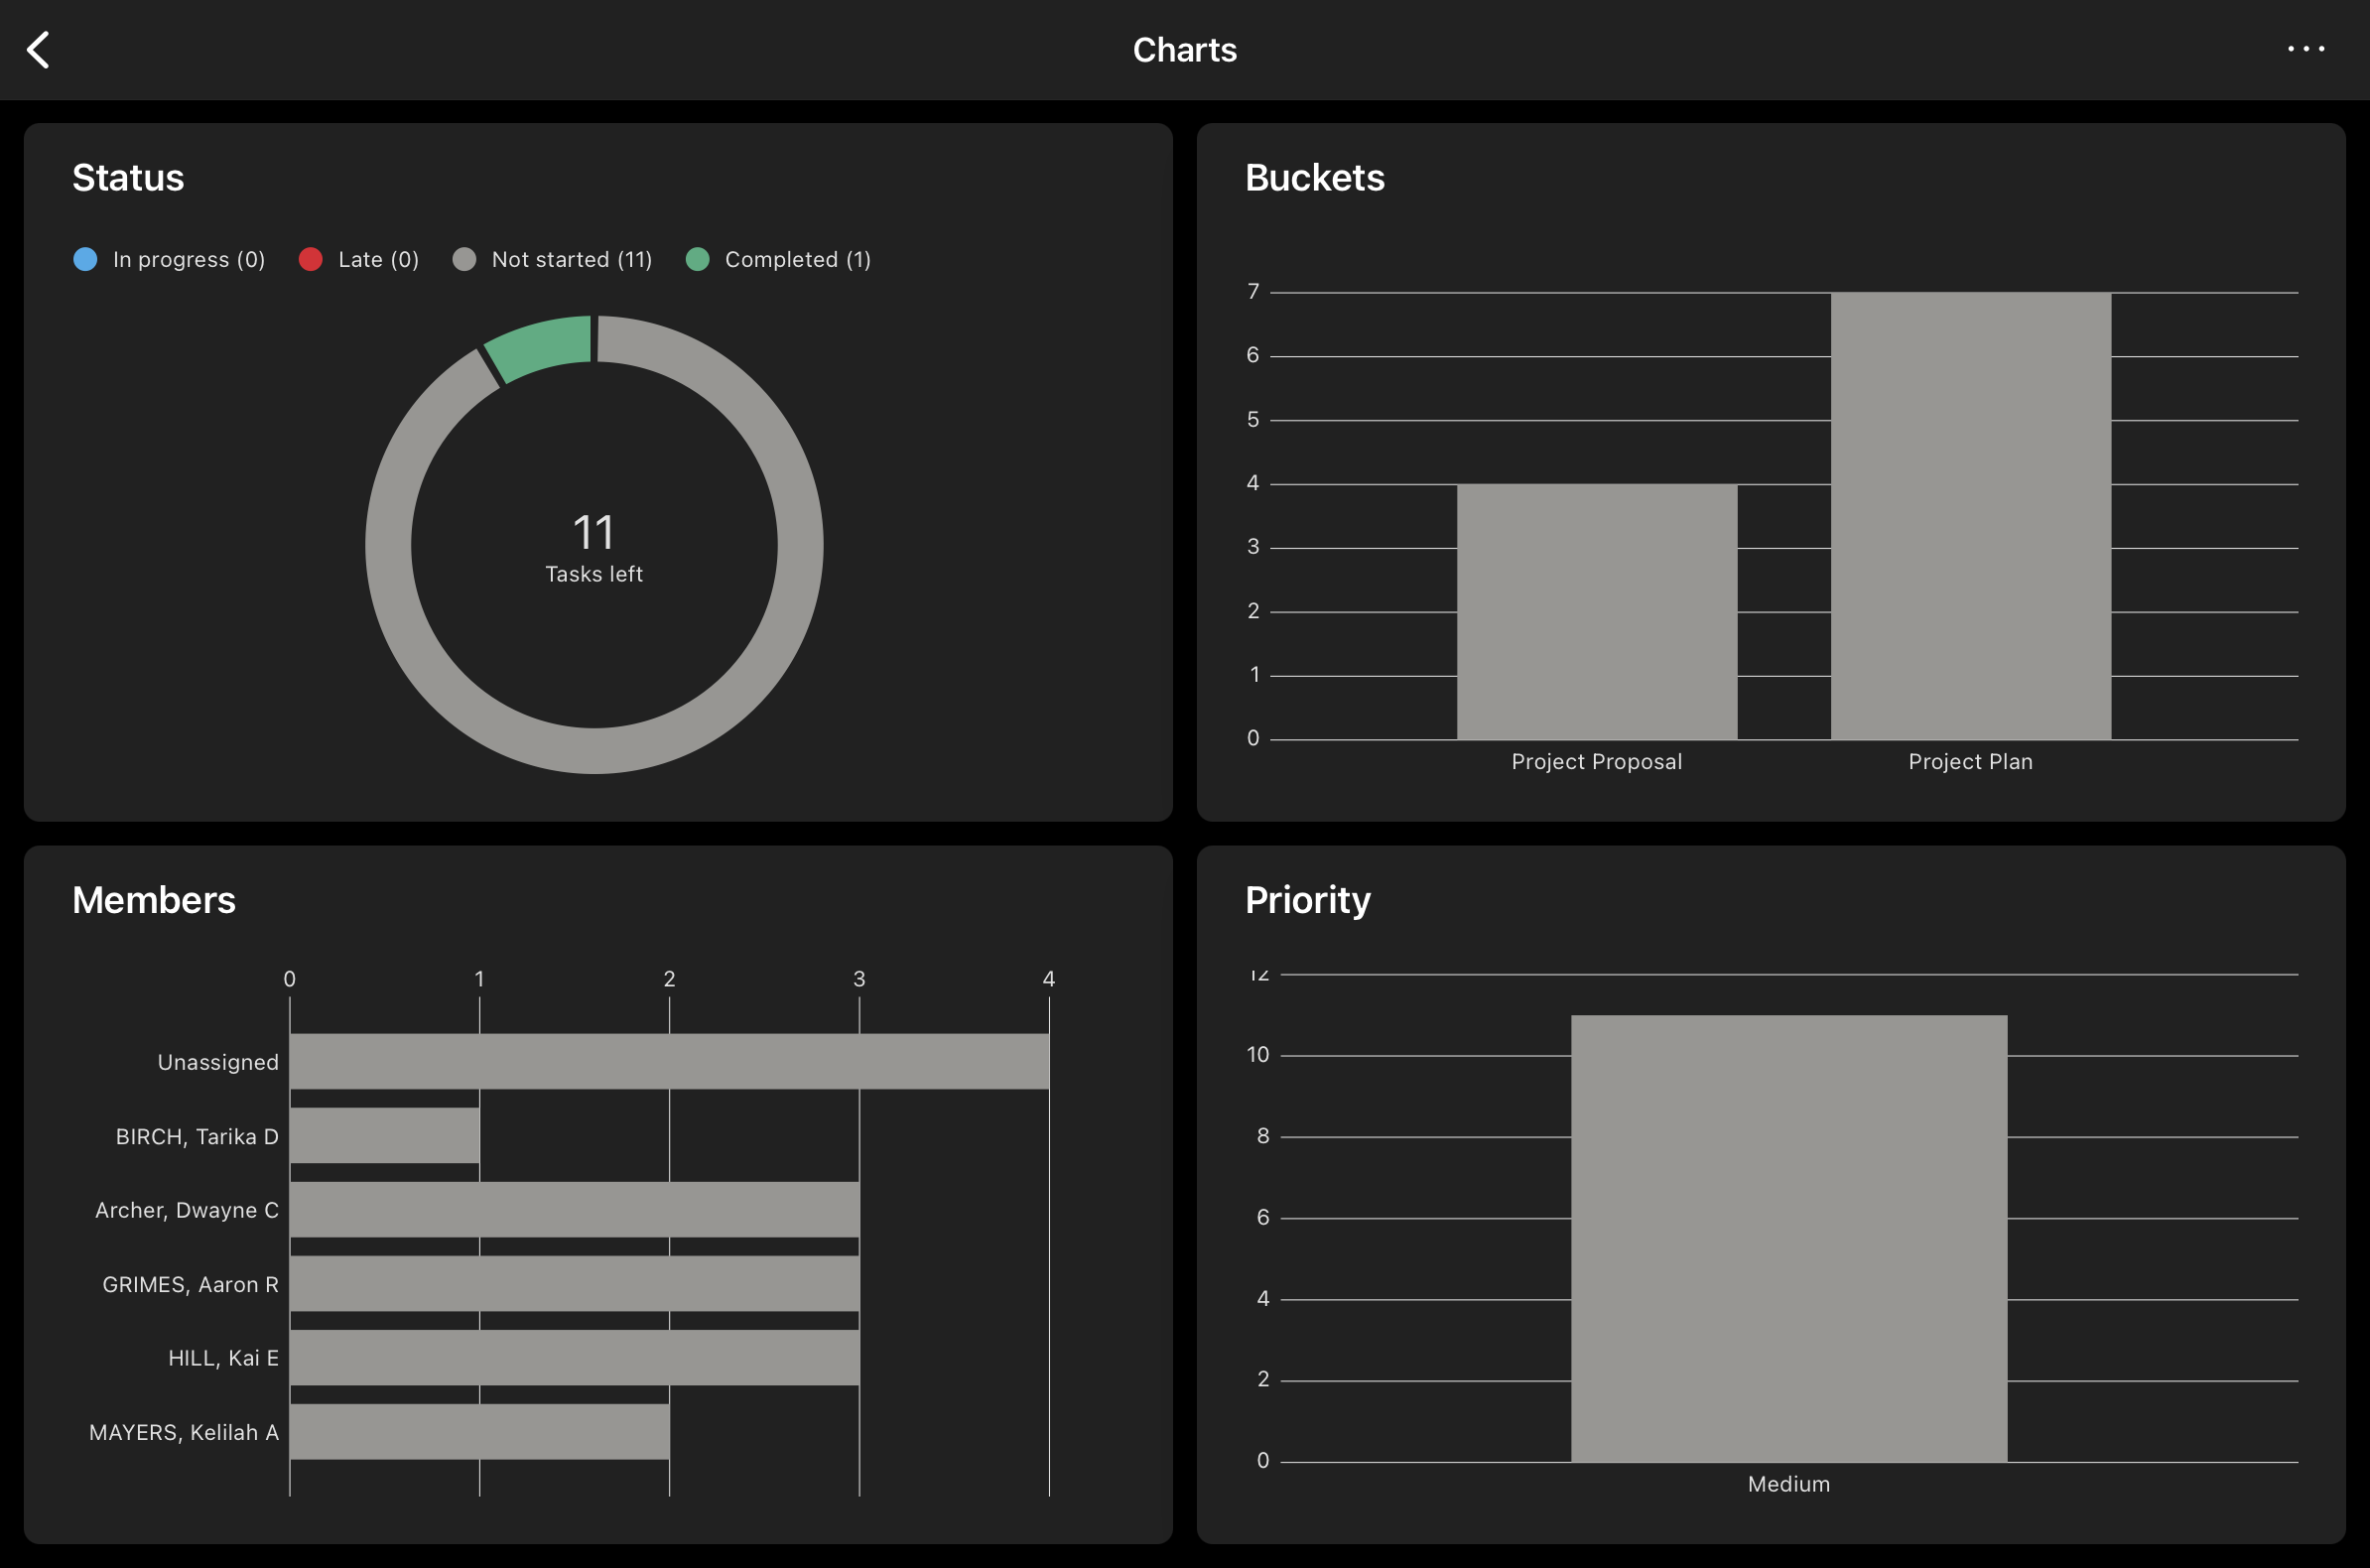 Charts
Status
In progress (0) Late (0) Not started (11) Completed (1)
11
Tasks left
Buckets
7
6
5
4
3
2
1
0
Project Proposal Project Plan
Members
0 1 2 3 4
Unassigned
BIRCH, Tarika D
Archer, Dwayne C
GRIMES, Aaron R
HILL, Kai E
MAYERS, Kelilah A
Priority
12
10
8
6
4
2
0
Medium